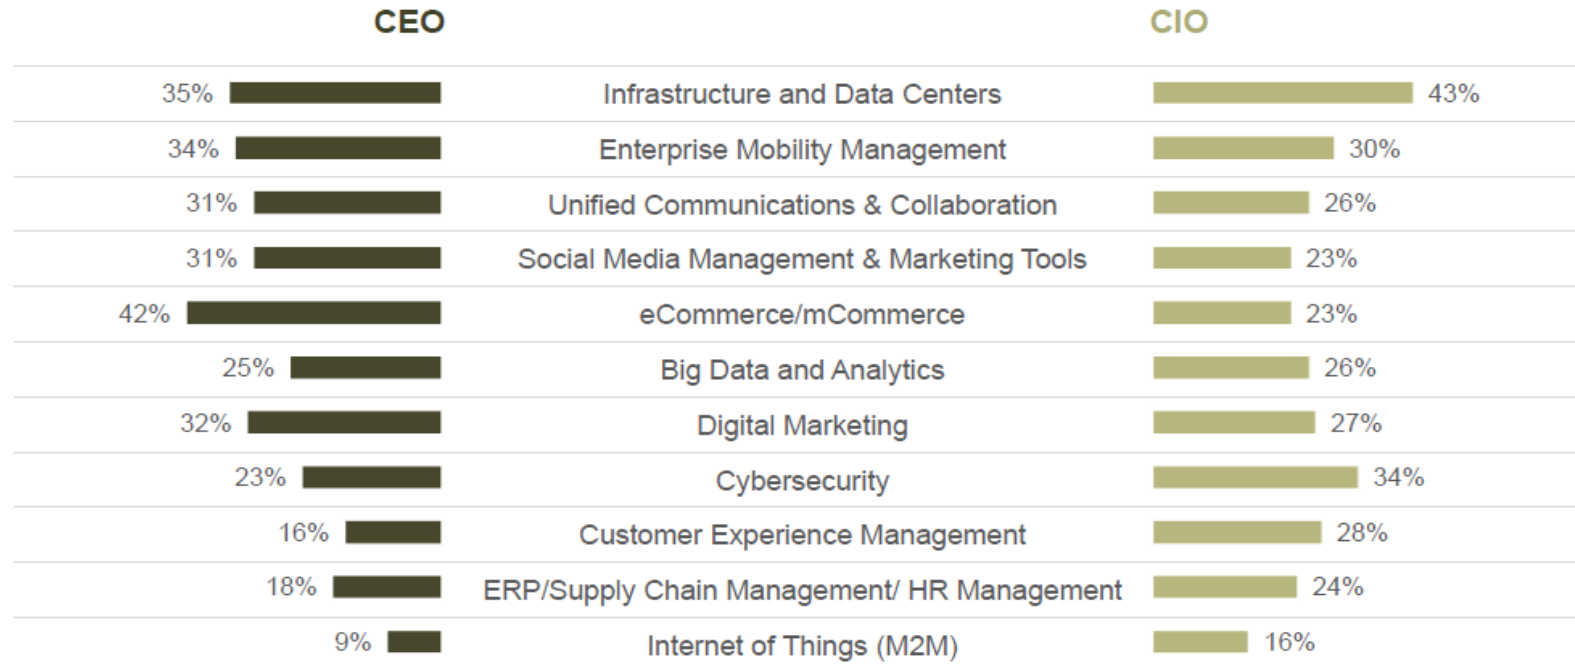 CEO CIO
35% Infrastructure and Data Centers 43%
34% Enterprise Mobility Management 30%
31% Unified Communications & Collaboration 26%
31% Social Media Management & Marketing Tools 23%
42% eCommerce/mCommerce 23%
25% Big Data and Analytics 26%
32% Digital Marketing 27%
23% Cybersecurity 34%
16% Customer Experience Management 28%
18% ERP/Supply Chain Management/ HR Management 24%
9% Internet of Things (M2M) 16%